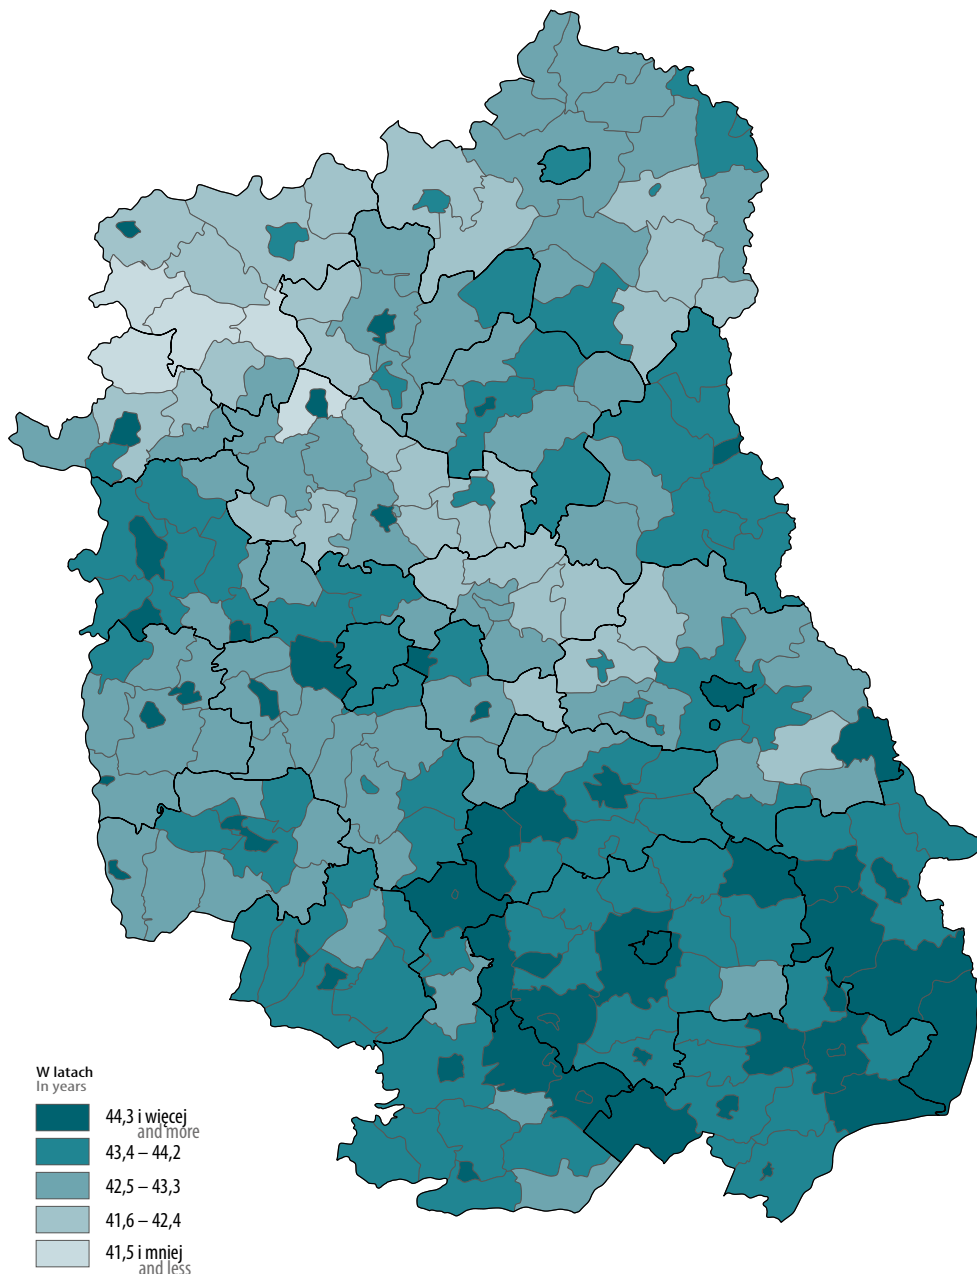 W latach
In years
44,3 i więcej
and more
43,4 – 44,2
42,5 – 43,3
41,6 – 42,4
41,5 i mniej
and less